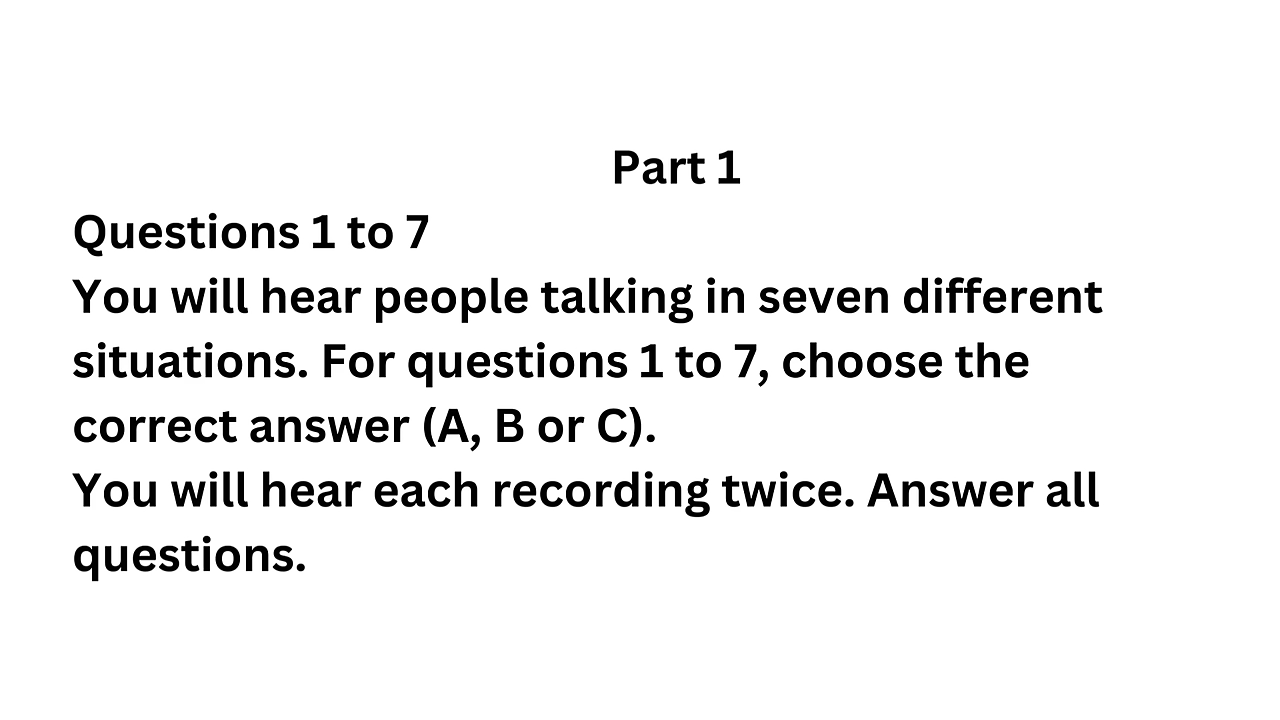 Part 1
Questions 1 to 7
You will hear people talking in seven different
situations. For questions 1 to 7, choose the
correct answer (A, B or C).
You will hear each recording twice. Answer all
questions.